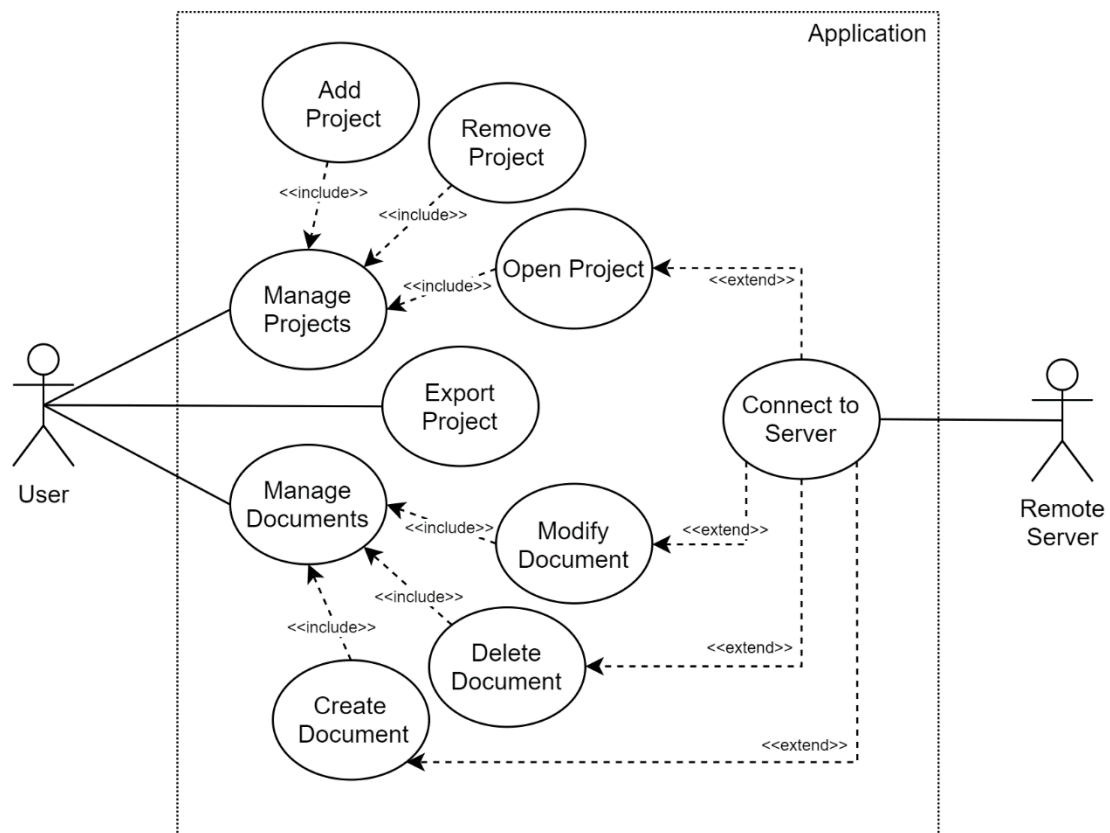 Application
Add
Project
Remove
Project
<<include>>
<<include>>
Open Project
<<include>>
<<extend>>
Manage
Projects
Export
Project
Connect to
Server
User
Manage
Documents
Remote
Server
<<include>>
Modify
Document
<<extend>>
<<include>>
<<include>>
Delete
Document
<<extend>>
Create
Document
<<extend>>